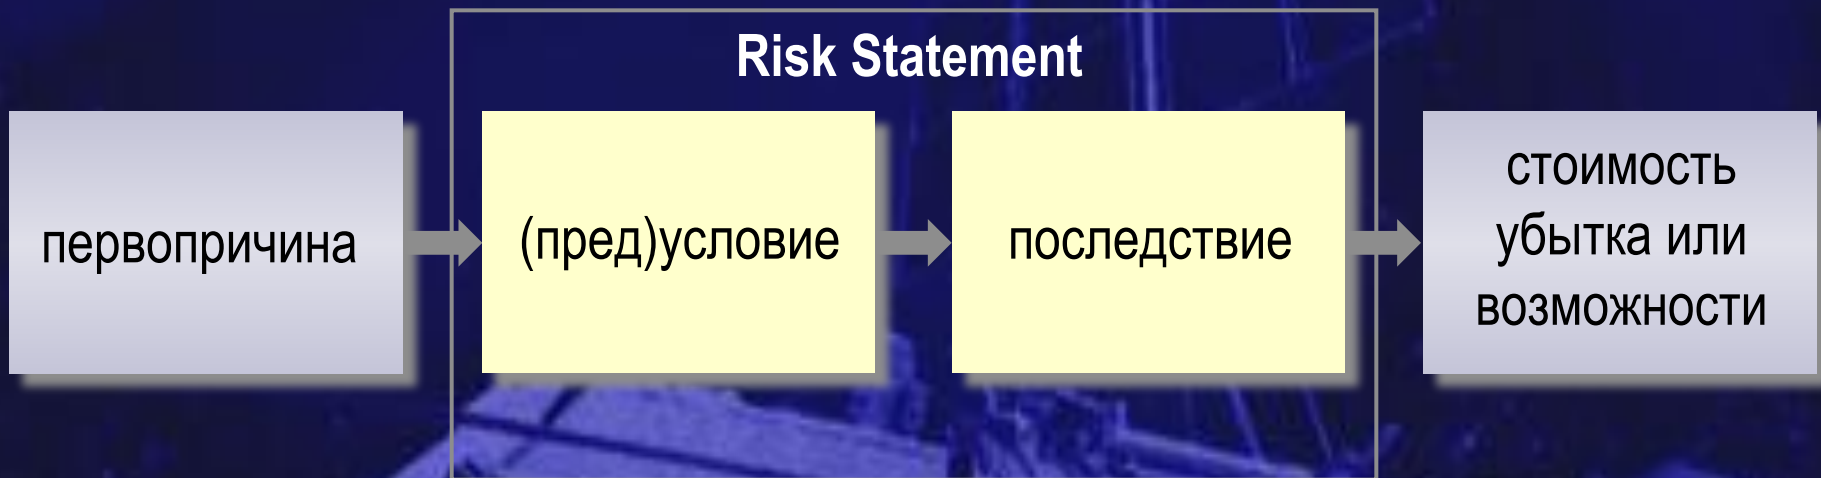 Risk Statement
первопричина
(пред)условие
последствие
стоимость
убытка или
возможности